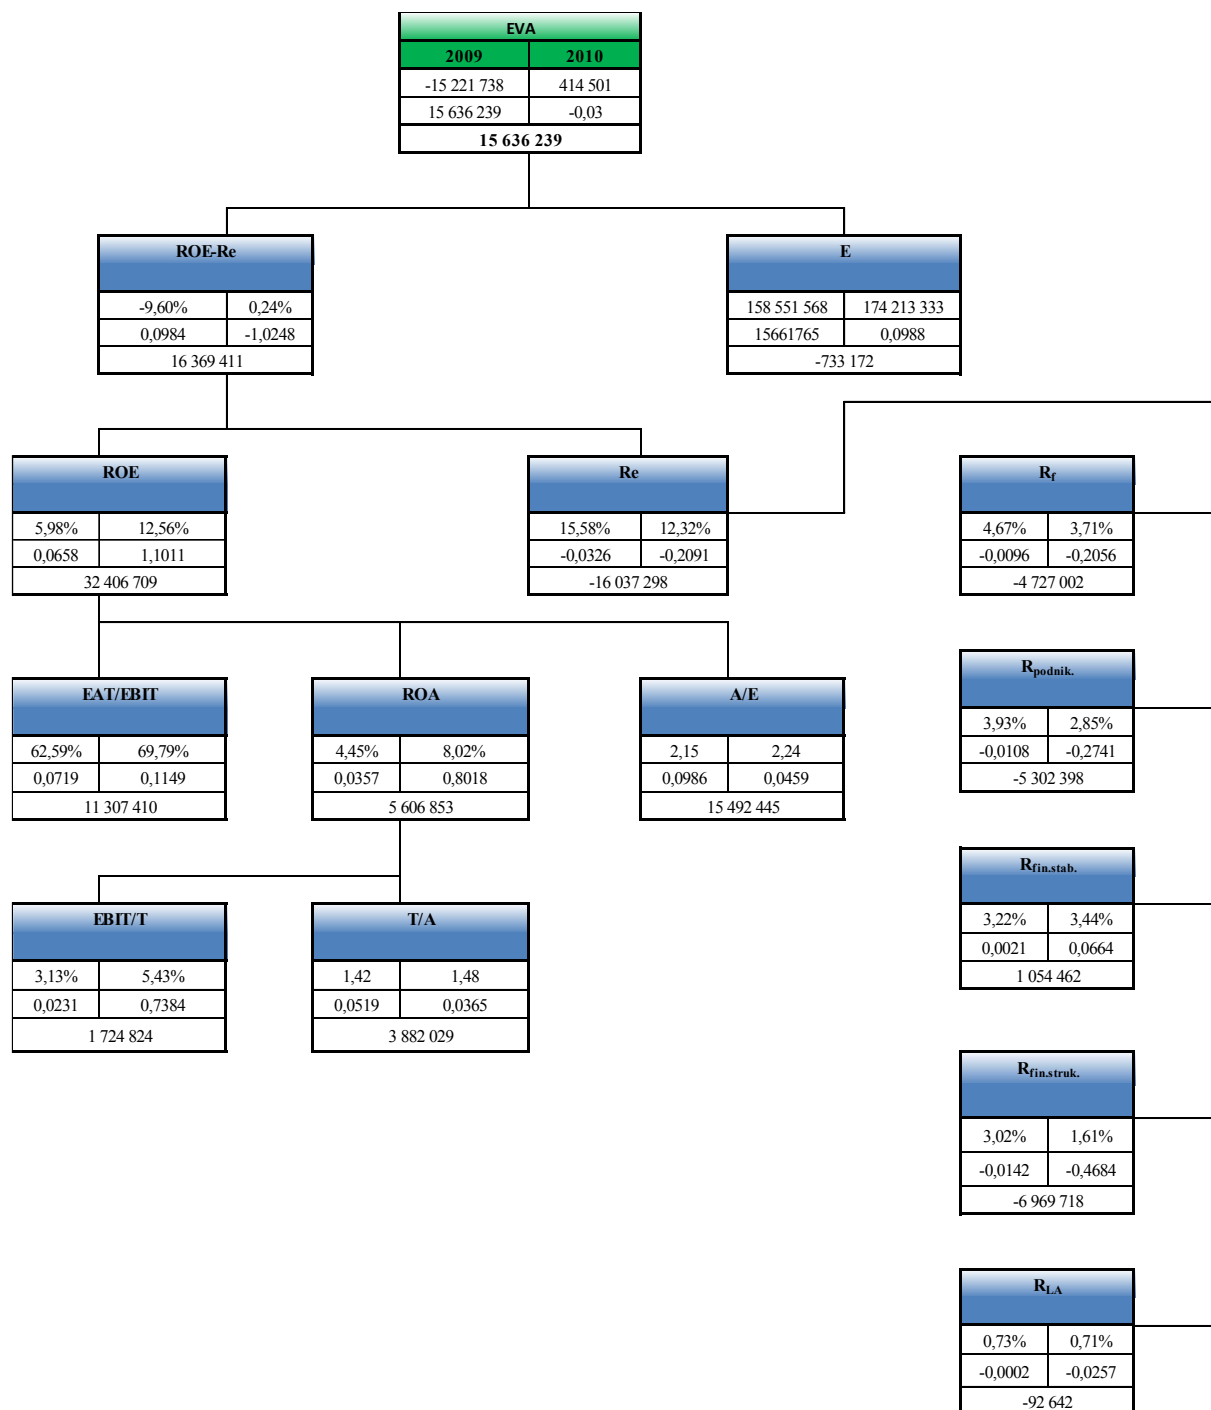 EVA
2009 2010
-15 221 738 414 501
15 636 239 -0,03
15 636 239
ROE-Re
-9,60% 0,24%
0,0984 -1,0248
16 369 411
E
158 551 568 174 213 333
15661765 0,0988
-733 172
ROE
5,98% 12,56%
0,0658 1,1011
32 406 709
Re
15,58% 12,32%
-0,0326 -0,2091
-16 037 298
Rf
4,67% 3,71%
-0,0096 -0,2056
-4 727 002
EAT/EBIT
62,59% 69,79%
0,0719 0,1149
11 307 410
ROA
4,45% 8,02%
0,0357 0,8018
5 606 853
A/E
2,15 2,24
0,0986 0,0459
15 492 445
Rpodnik.
3,93% 2,85%
-0,0108 -0,2741
-5 302 398
EBIT/T
3,13% 5,43%
0,0231 0,7384
1 724 824
T/A
1,42 1,48
0,0519 0,0365
3 882 029
Rfin.stab.
3,22% 3,44%
0,0021 0,0664
1 054 462
Rfin.struk.
3,02% 1,61%
-0,0142 -0,4684
-6 969 718
RLA
0,73% 0,71%
-0,0002 -0,0257
-92 642